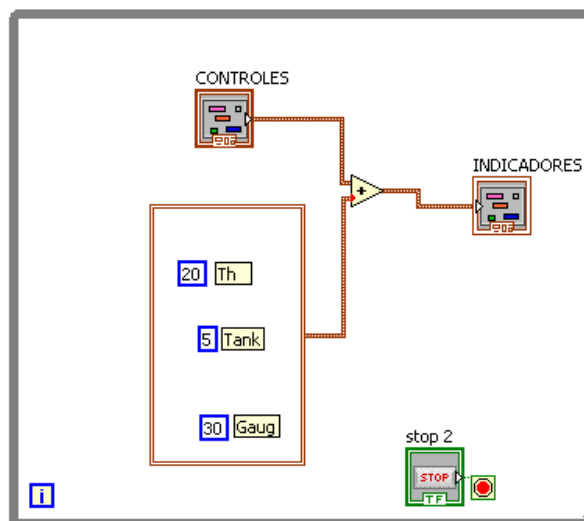 CONTROLES
INDICADORES
+
20 Th
5 Tank
30 Gaug
stop 2
STOP
TF
i